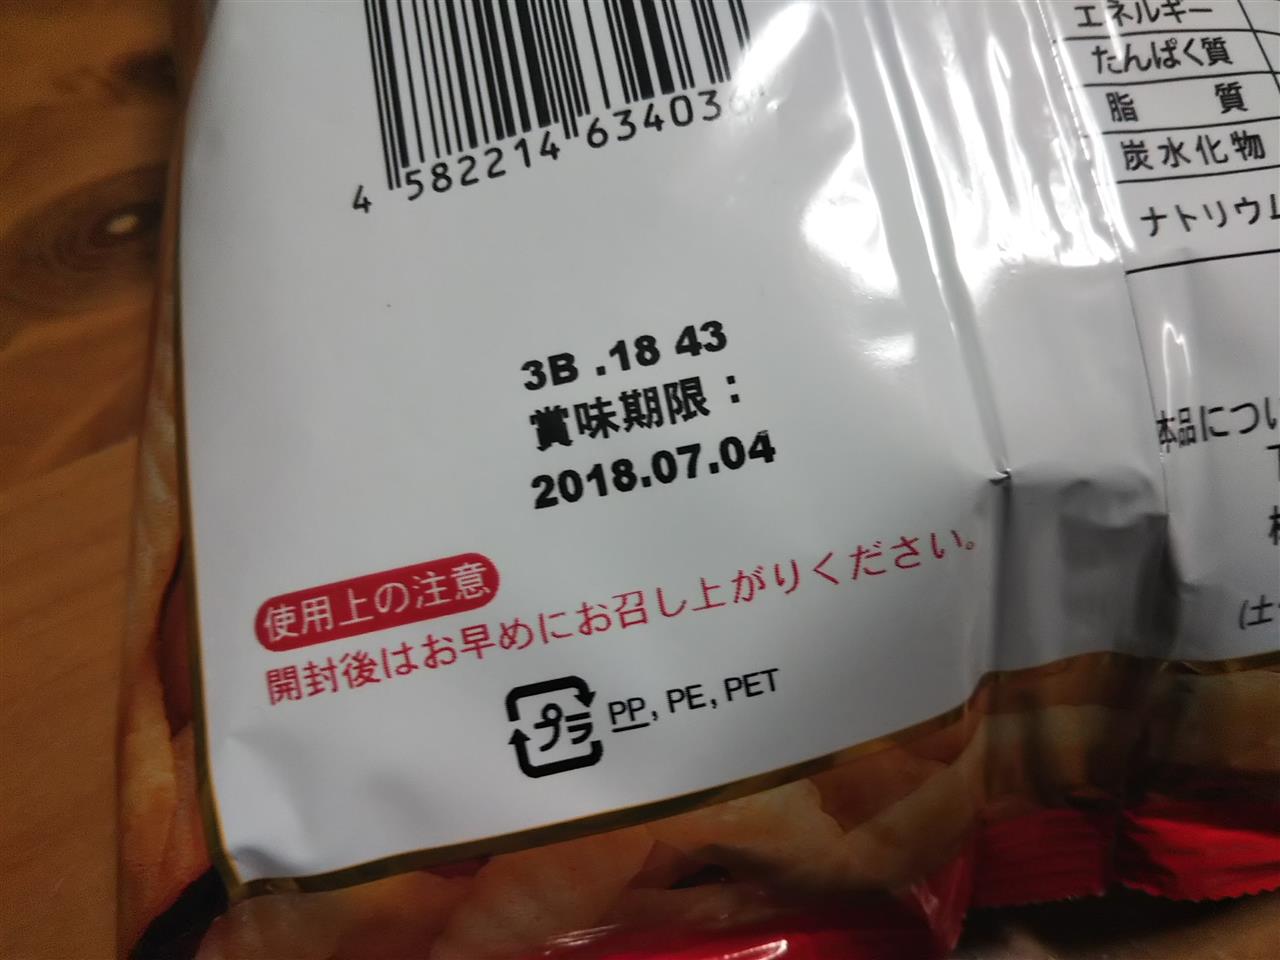 4 582214 63403
エネルギー
たんぱく質
脂 質
炭水化物
ナトリウム
3B .18 43
賞味期限：
2018.07.04
本品につい
使用上の注意
開封後はお早めにお召し上がりください。
プラ PP, PE, PET